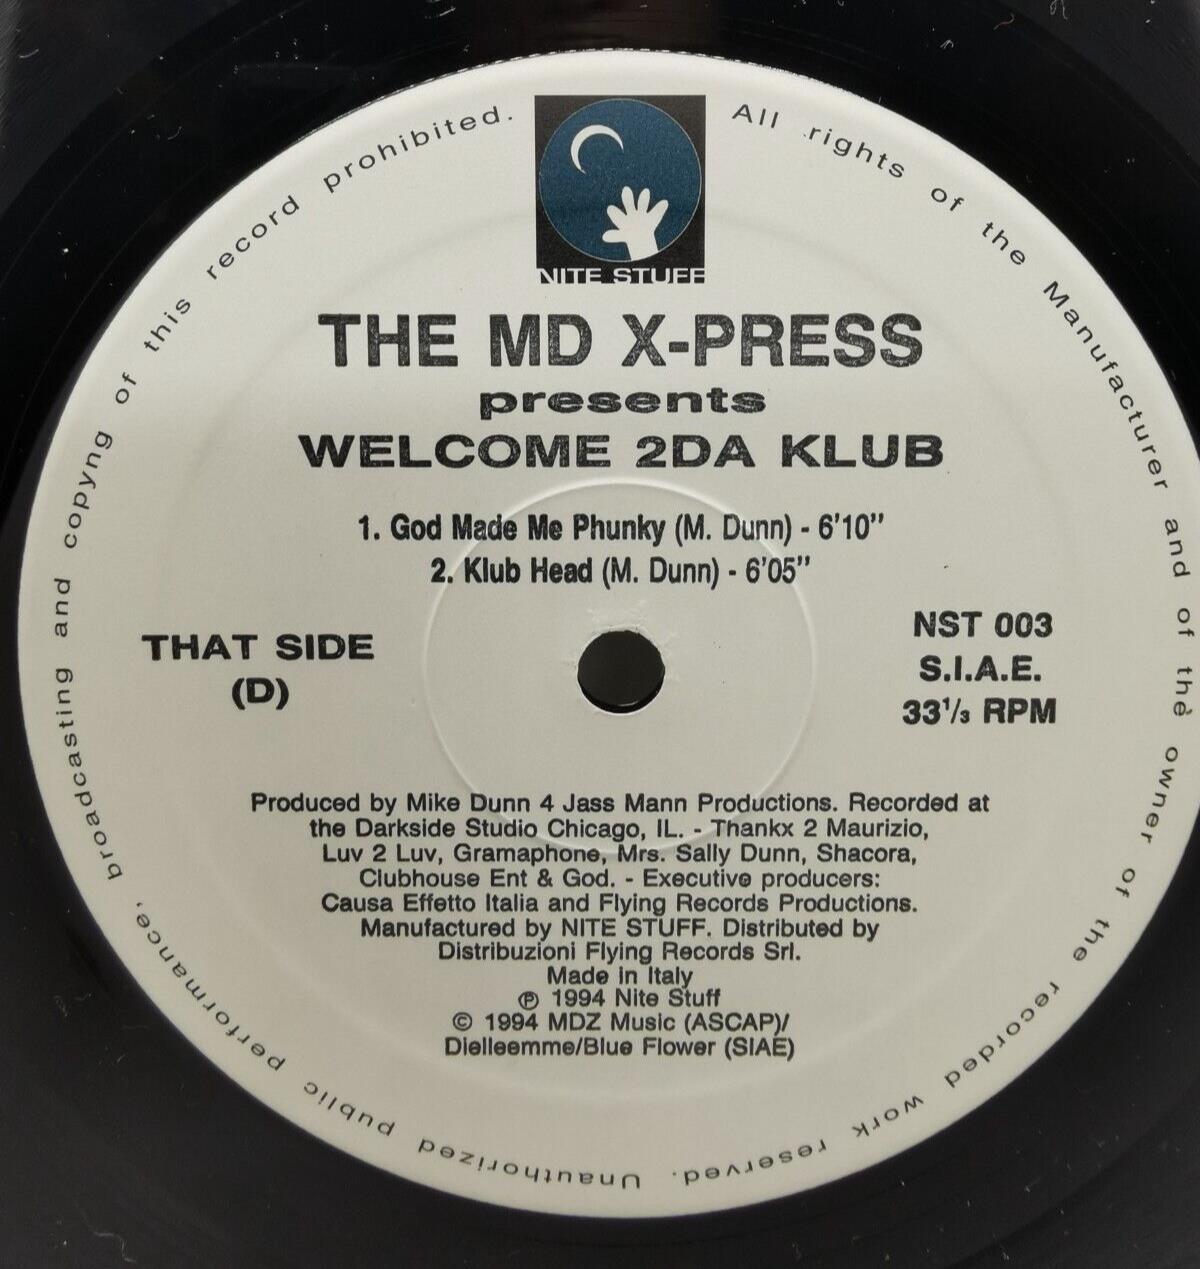 NITE STUFF
THE MD X-PRESS
presents
WELCOME 2DA KLUB
1. God Made Me Phunky (M. Dunn) - 6'10"
2. Klub Head (M. Dunn) - 6'05"
THAT SIDE
(D)
NST 003
S.I.A.E.
33 1/3 RPM
Produced by Mike Dunn 4 Jass Mann Productions. Recorded at
the Darkside Studio Chicago, IL. - Thankx 2 Maurizio,
Luv 2 Luv, Gramaphone, Mrs. Sally Dunn, Shacora,
Clubhouse Ent & God. - Executive producers:
Causa Effetto Italia and Flying Records Productions.
Manufactured by NITE STUFF. Distributed by
Distribuzioni Flying Records Srl.
Made in Italy
℗ 1994 Nite Stuff
© 1994 MDZ Music (ASCAP)/
Dielleemme/Blue Flower (SIAE)
All rights of the Manufacturer and of the owner of the recorded work reserved. Unauthorized public performance, broadcasting and copyng of this record prohibited.